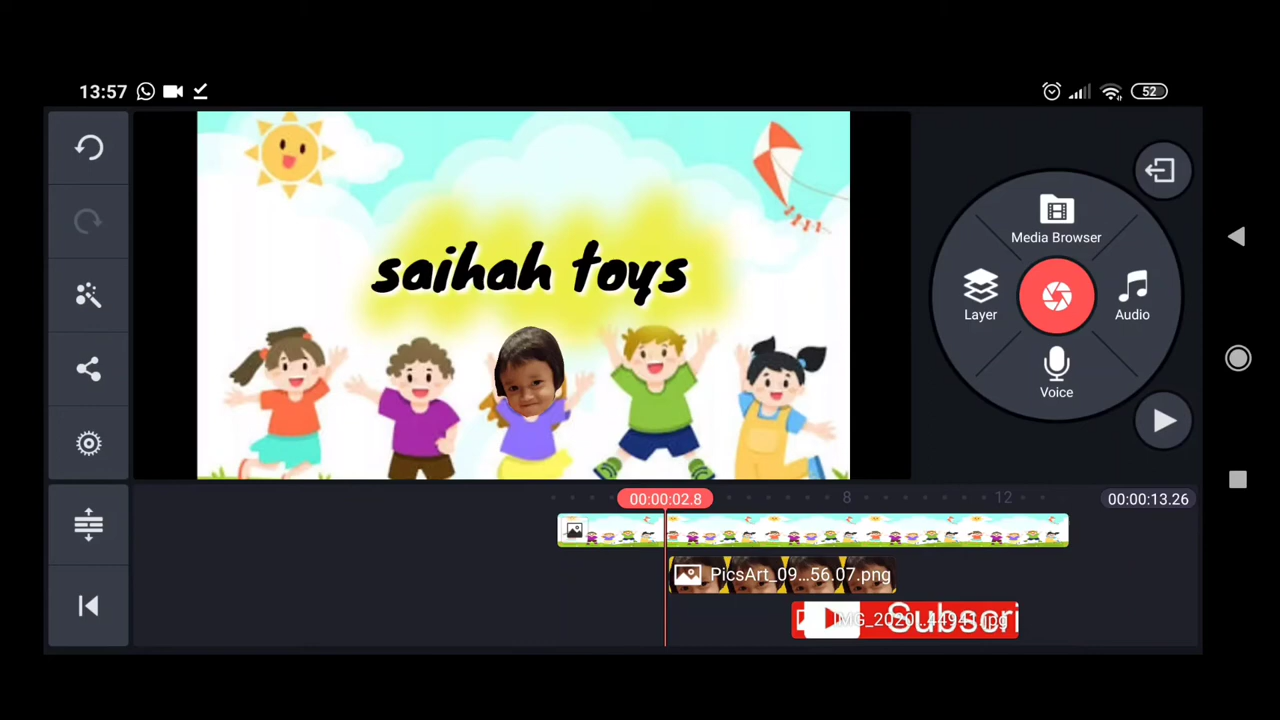 13:57
52
saihah toys
Media Browser
Layer
Audio
Voice
00:00:02.8
8
12
00:00:13.26
PicsArt_09...56.07.png
Subscri